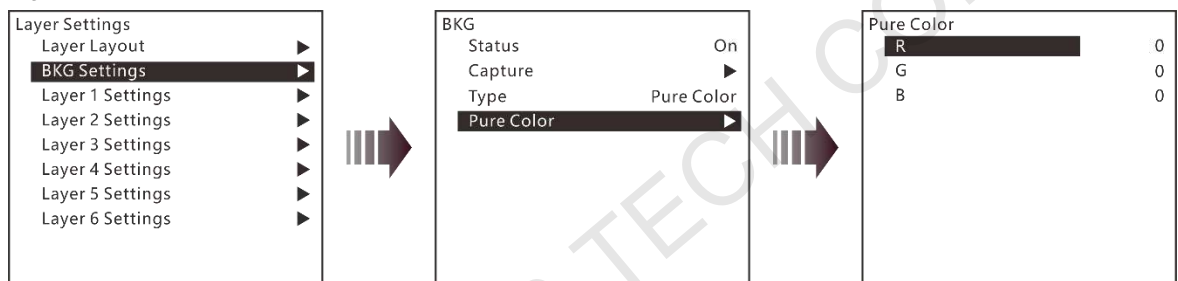 Layer Settings
Layer Layout ▶
BKG Settings ▶
Layer 1 Settings ▶
Layer 2 Settings ▶
Layer 3 Settings ▶
Layer 4 Settings ▶
Layer 5 Settings ▶
Layer 6 Settings ▶
BKG
Status On
Capture ▶
Type Pure Color
Pure Color ▶
Pure Color
R 0
G 0
B 0
TECH